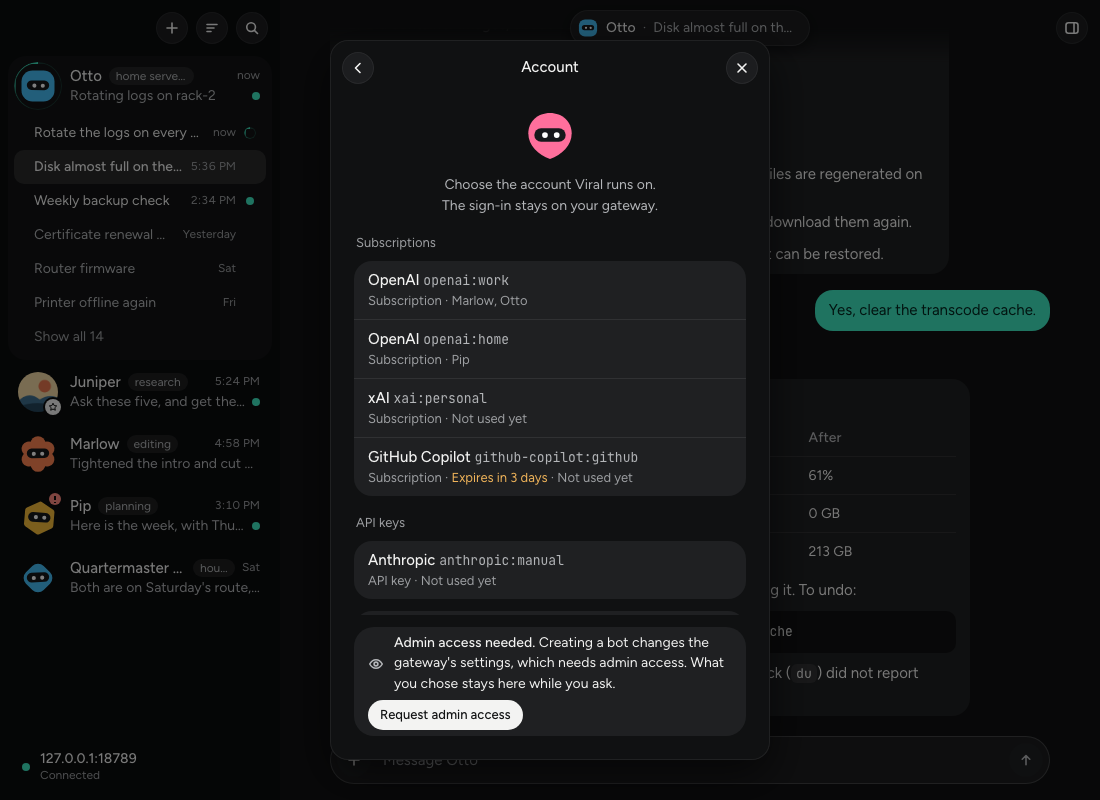 Otto home serve... now
Rotating logs on rack-2
Rotate the logs on every ... now
Disk almost full on the... 5:36 PM
Weekly backup check 2:34 PM
Certificate renewal ... Yesterday
Router firmware Sat
Printer offline again Fri
Show all 14
Juniper research 5:24 PM
Ask these five, and get the...
Marlow editing 4:58 PM
Tightened the intro and cut ...
Pip planning 3:10 PM
Here is the week, with Thu...
Quartermaster ... hou... Sat
Both are on Saturday's route,...
127.0.0.1:18789
Connected
Otto · Disk almost full on th...
Account
Choose the account Viral runs on.
The sign-in stays on your gateway.
Subscriptions
OpenAI openai:work
Subscription · Marlow, Otto
OpenAI openai:home
Subscription · Pip
xAI xai:personal
Subscription · Not used yet
GitHub Copilot github-copilot:github
Subscription · Expires in 3 days · Not used yet
API keys
Anthropic anthropic:manual
API key · Not used yet
Admin access needed. Creating a bot changes the
gateway's settings, which needs admin access. What
you chose stays here while you ask.
Request admin access
are regenerated on
download them again.
can be restored.
Yes, clear the transcode cache.
After
61%
0 GB
213 GB
it. To undo:
( du ) did not report
Message Otto